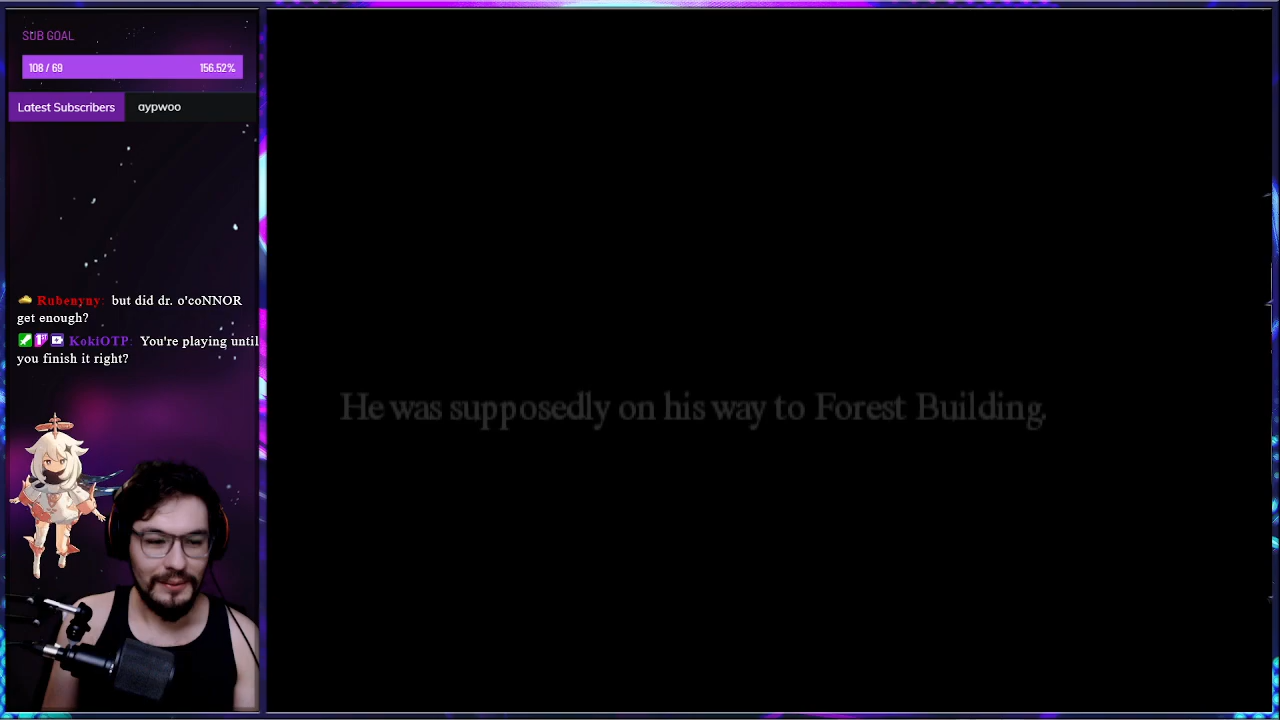 SUB GOAL
108 / 69 156.52%
Latest Subscribers aypwoo
Rubenyny: but did dr. o'coNNOR
get enough?
KokiOTP: You're playing until
you finish it right?
He was supposedly on his way to Forest Building.